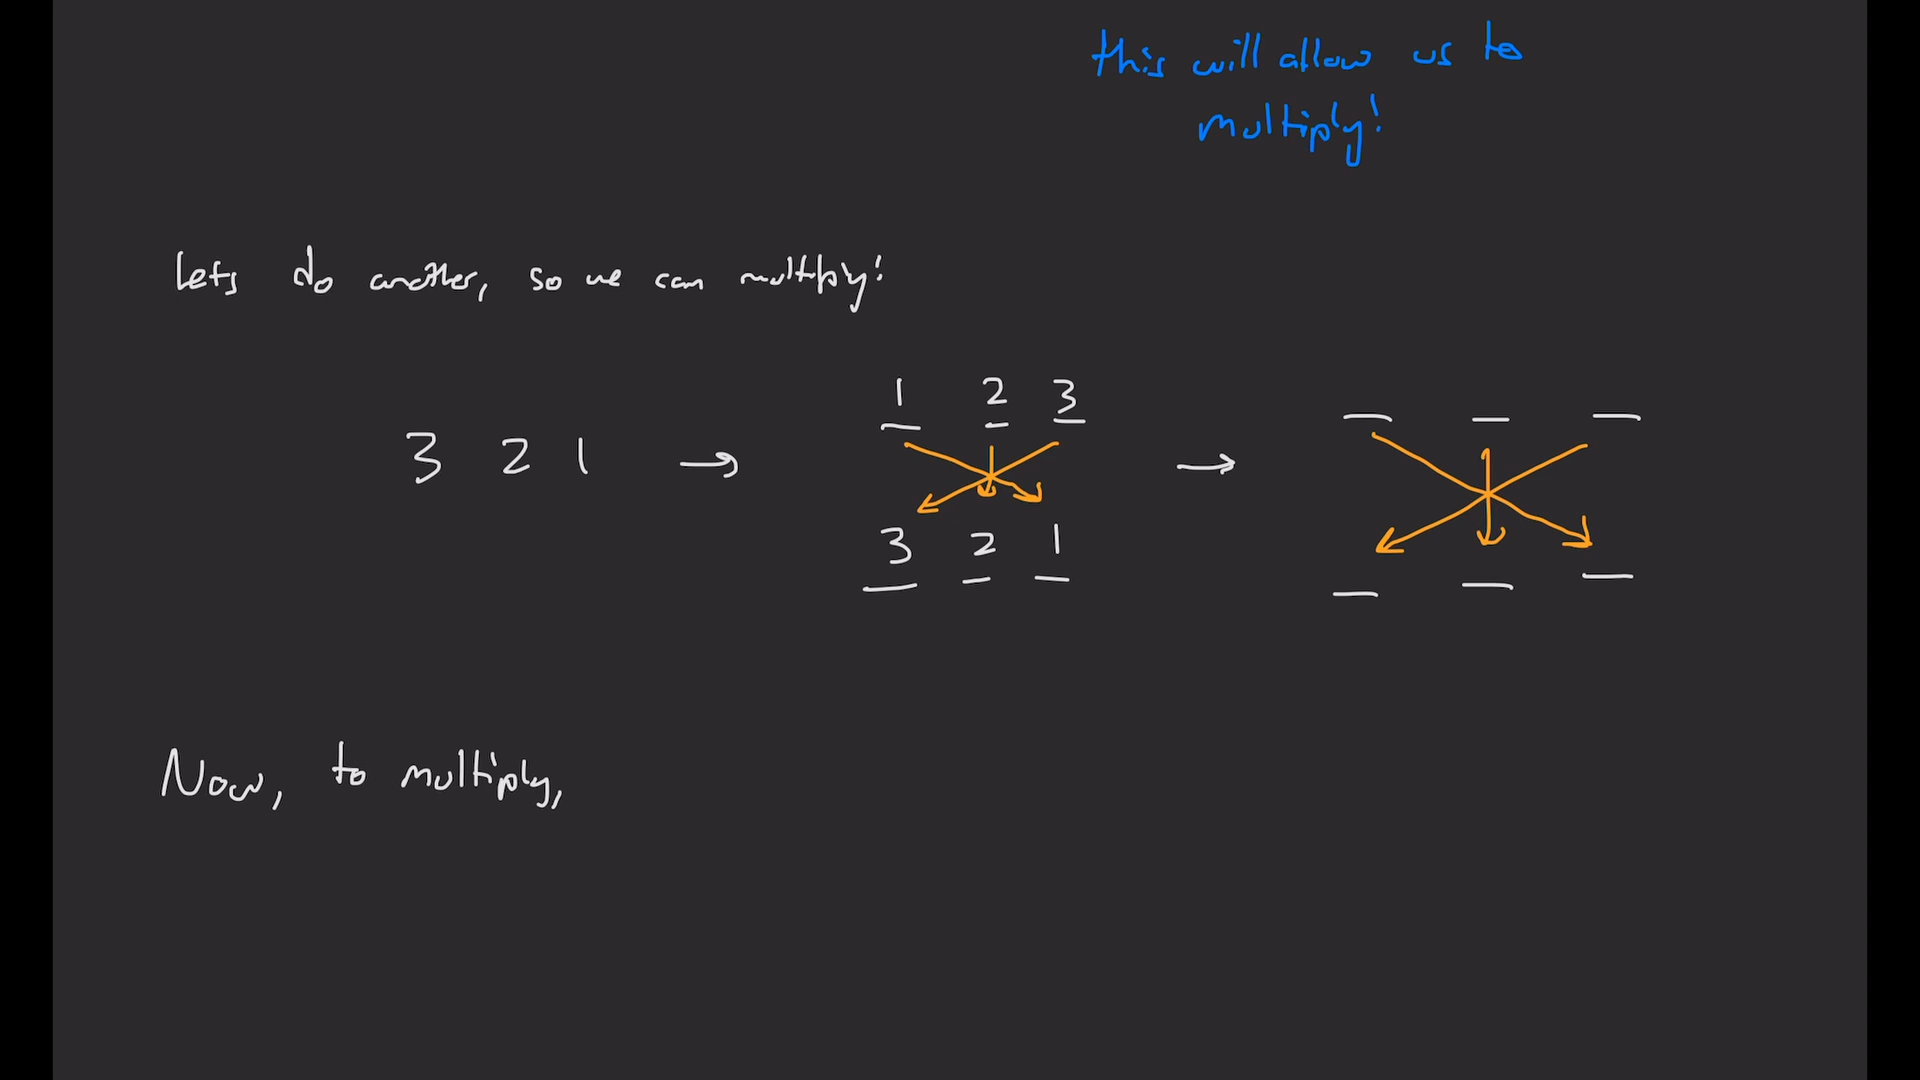 this will allow us to
multiply!
Lets do another, so we can multiply!
1 2 3
3 2 1 → →
3 2 1
Now, to multiply,